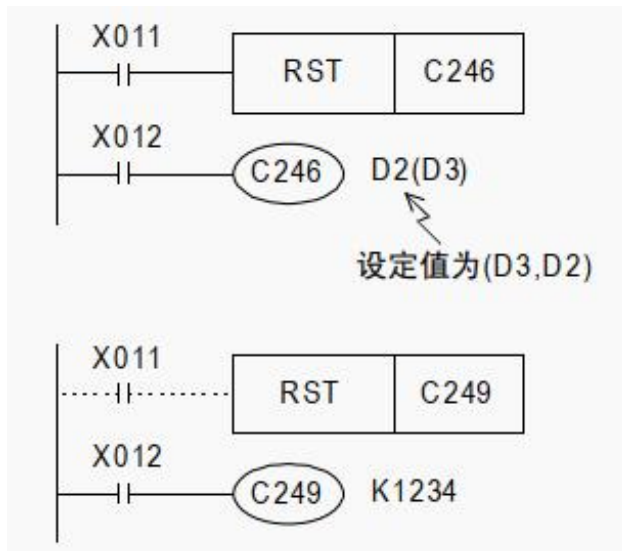 X011
RST C246
X012
C246 D2(D3)
设定值为(D3,D2)
X011
RST C249
X012
C249 K1234